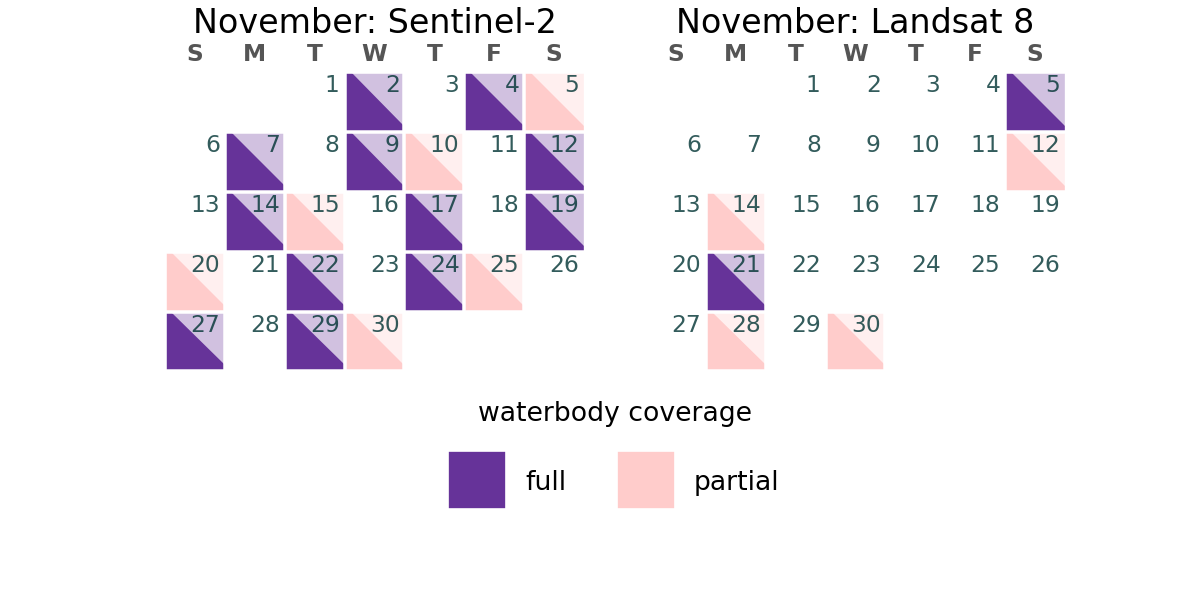 November: Sentinel-2
S M T W T F S
1 2 3 4 5
6 7 8 9 10 11 12
13 14 15 16 17 18 19
20 21 22 23 24 25 26
27 28 29 30
November: Landsat 8
S M T W T F S
1 2 3 4 5
6 7 8 9 10 11 12
13 14 15 16 17 18 19
20 21 22 23 24 25 26
27 28 29 30
waterbody coverage
full
partial